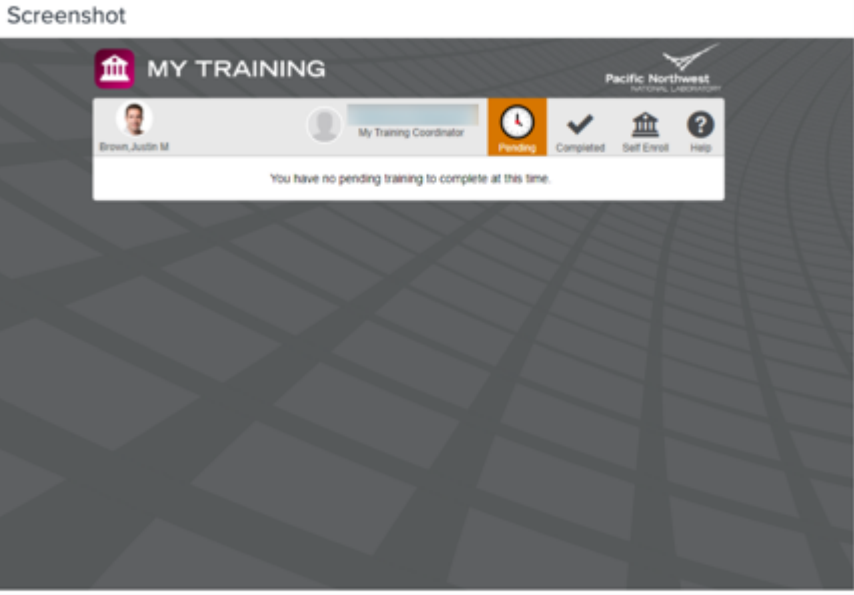 Screenshot
MY TRAINING
Pacific Northwest
NATIONAL LABORATORY
Brown, Justin M
My Training Coordinator
Pending
Completed
Self Enroll
Help
You have no pending training to complete at this time.